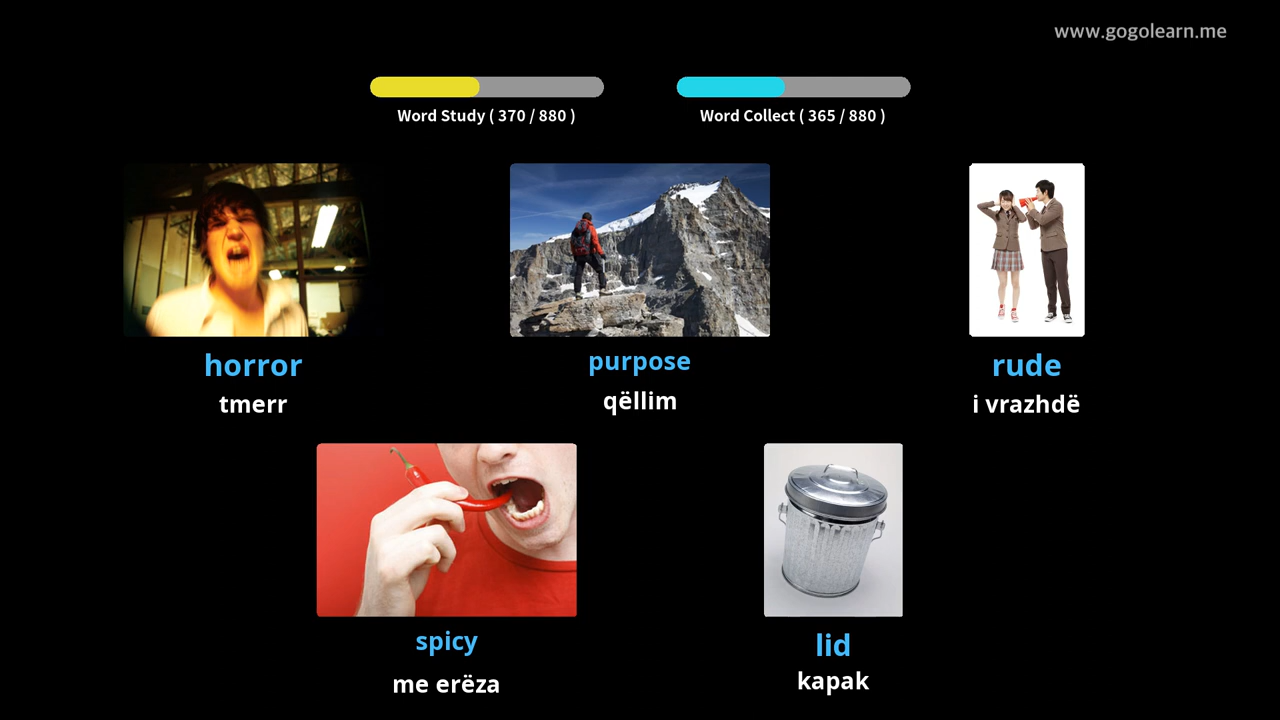 www.gogolearn.me
Word Study ( 370 / 880 )
Word Collect ( 365 / 880 )
horror
tmerr
purpose
qëllim
rude
i vrazhdë
spicy
me erëza
lid
kapak